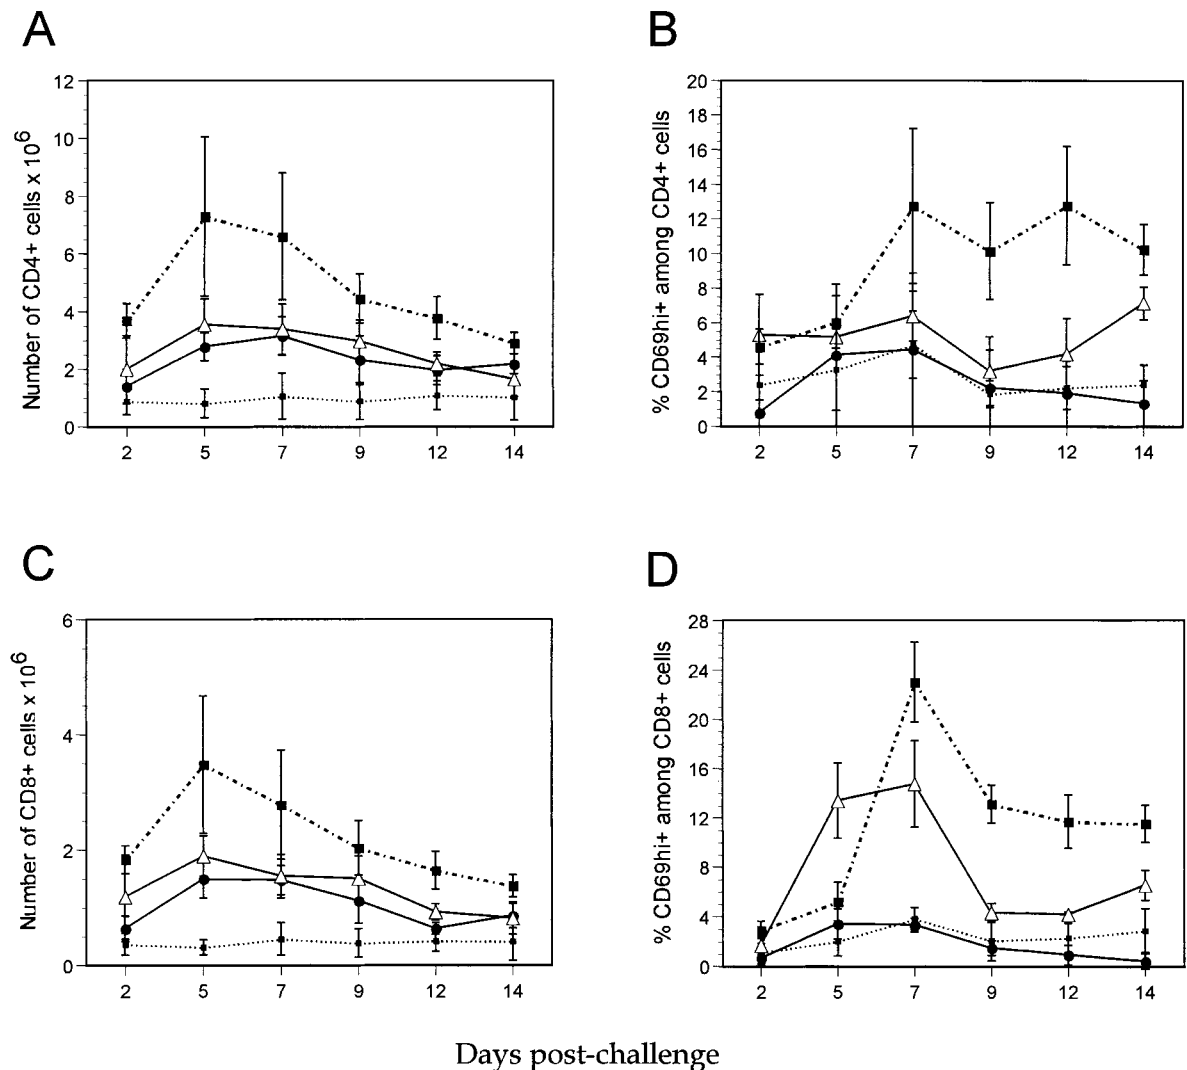 A
Number of CD4+ cells x 10^6
12
10
8
6
4
2
0
2 5 7 9 12 14
B
% CD69hi+ among CD4+ cells
20
18
16
14
12
10
8
6
4
2
0
2 5 7 9 12 14
C
Number of CD8+ cells x 10^6
6
4
2
0
2 5 7 9 12 14
D
% CD69hi+ among CD8+ cells
28
24
20
16
12
8
4
0
2 5 7 9 12 14
Days post-challenge